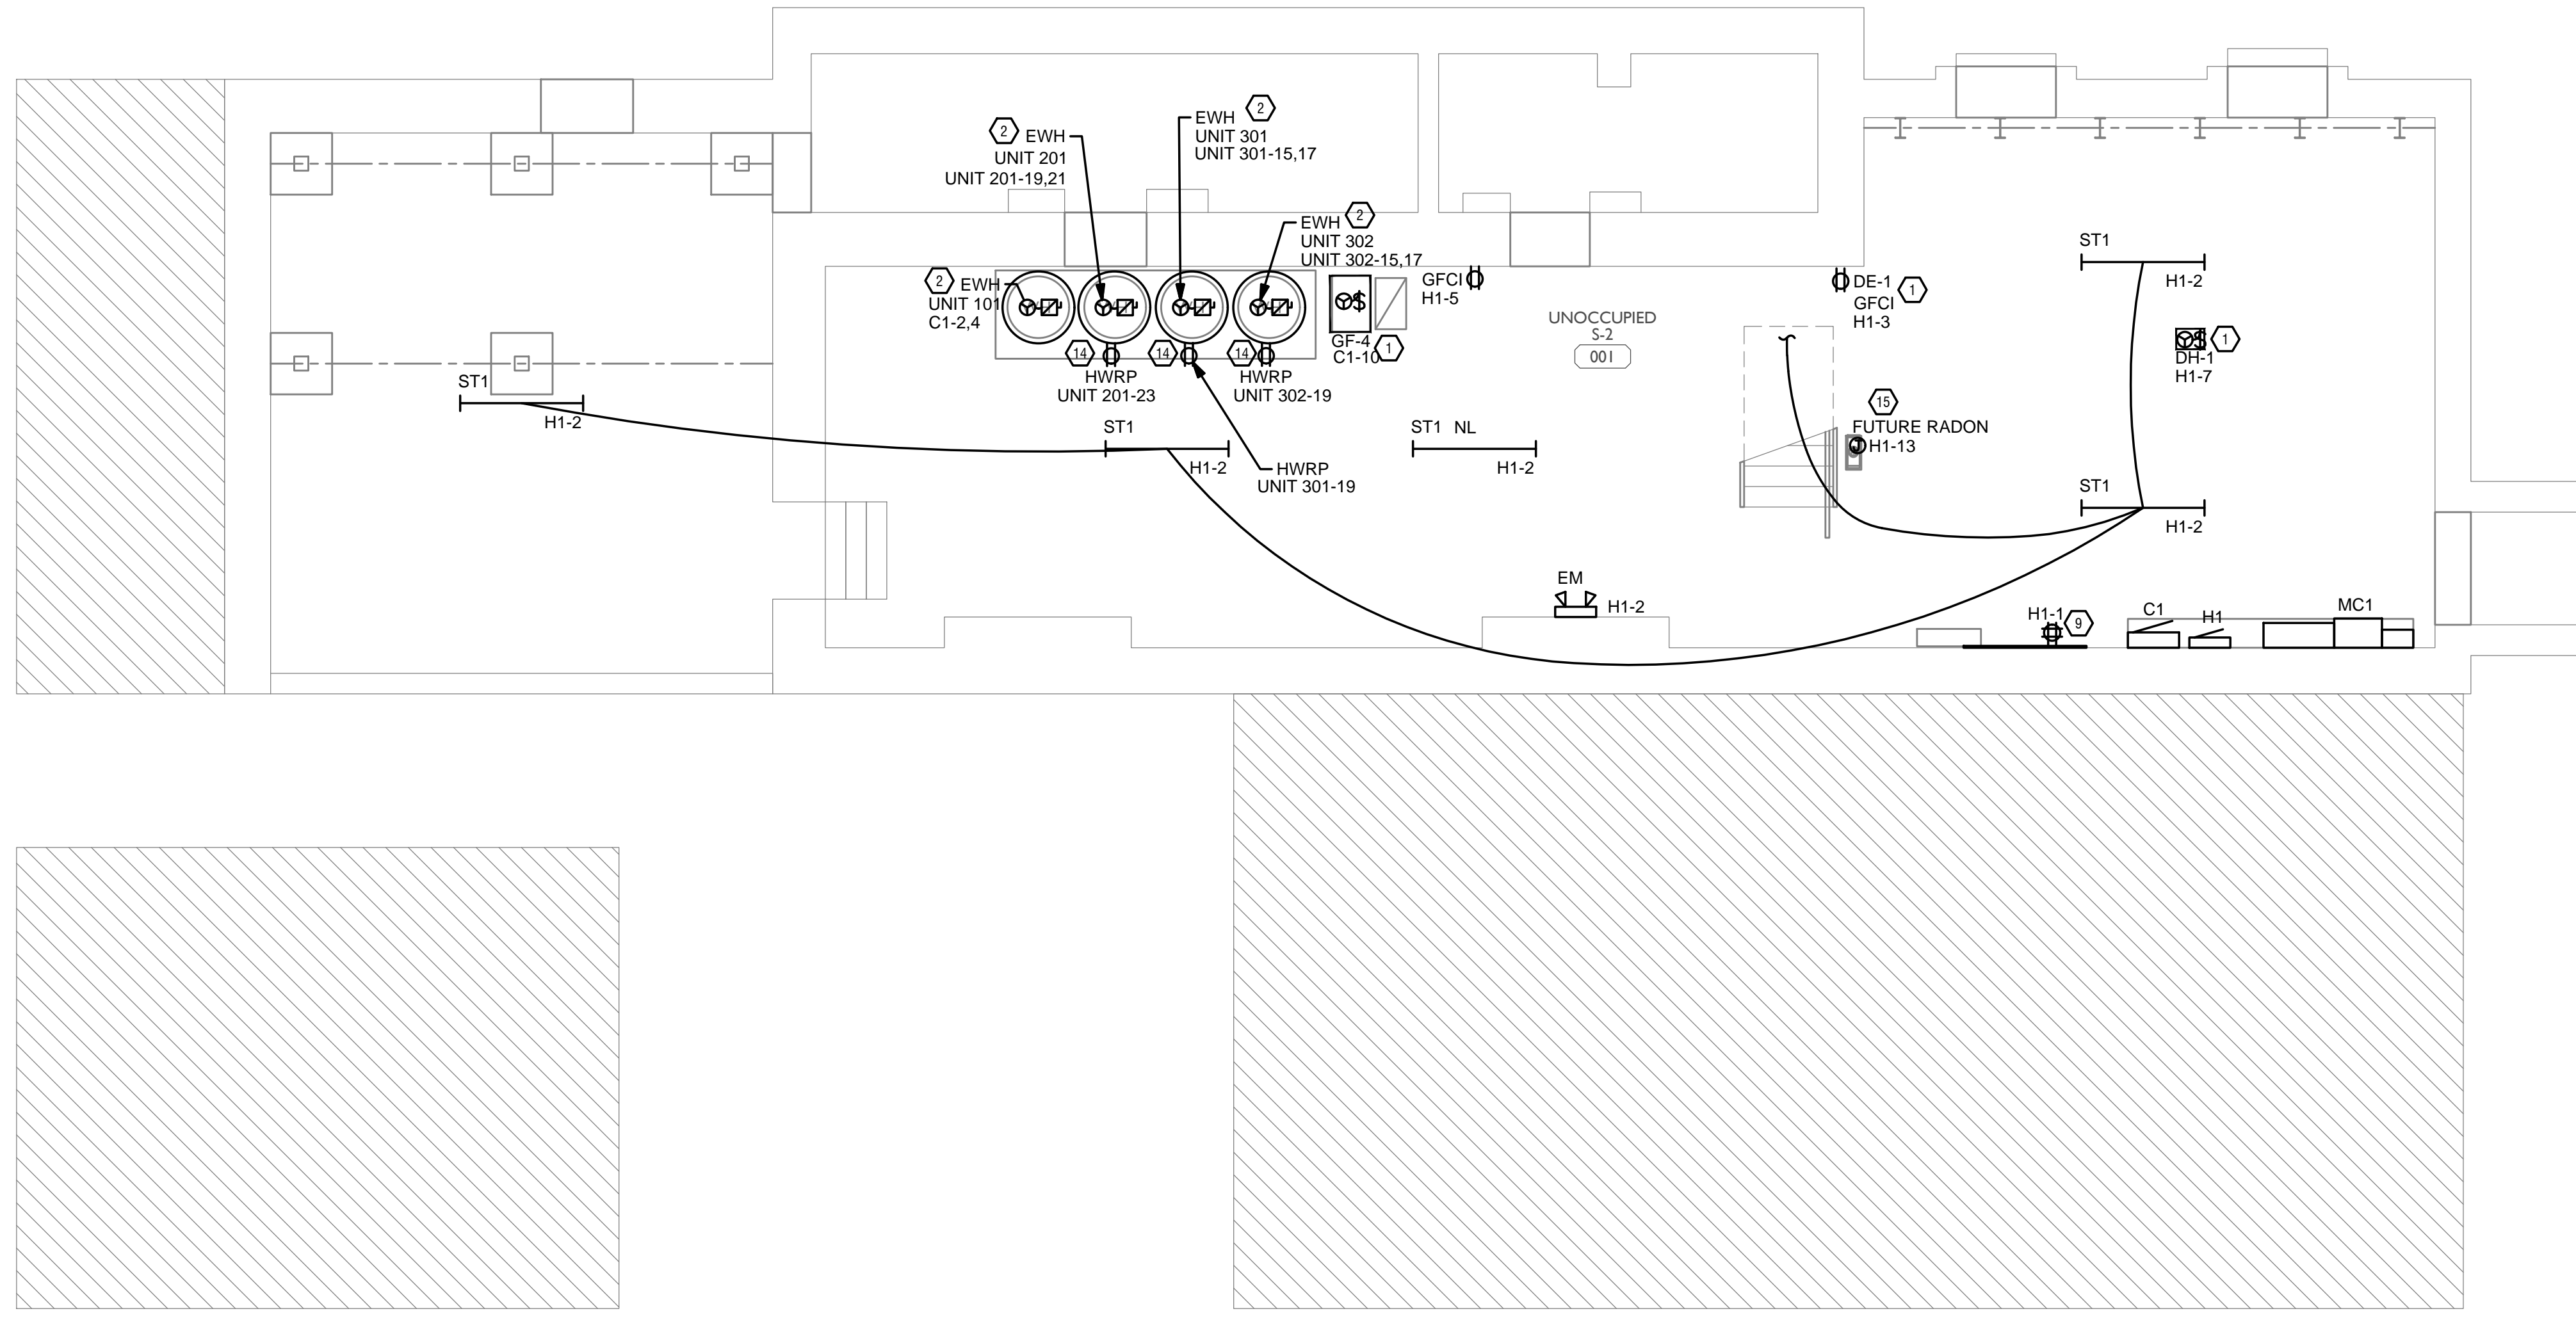 2
EWH
UNIT 301
UNIT 301-15,17
2
EWH
UNIT 201
UNIT 201-19,21
EWH
2
UNIT 302
UNIT 302-15,17
2
EWH
UNIT 101
C1-2,4
GF-4
C1-10
1
GFCI
H1-5
DE-1
GFCI
H1-3
1
UNOCCUPIED
S-2
001
14
14
14
HWRP
UNIT 201-23
HWRP
UNIT 302-19
HWRP
UNIT 301-19
ST1
H1-2
ST1
H1-2
ST1 NL
H1-2
ST1
H1-2
1
DH-1
H1-7
15
FUTURE RADON
J H1-13
ST1
H1-2
EM
H1-2
H1-1
9
C1
H1
MC1